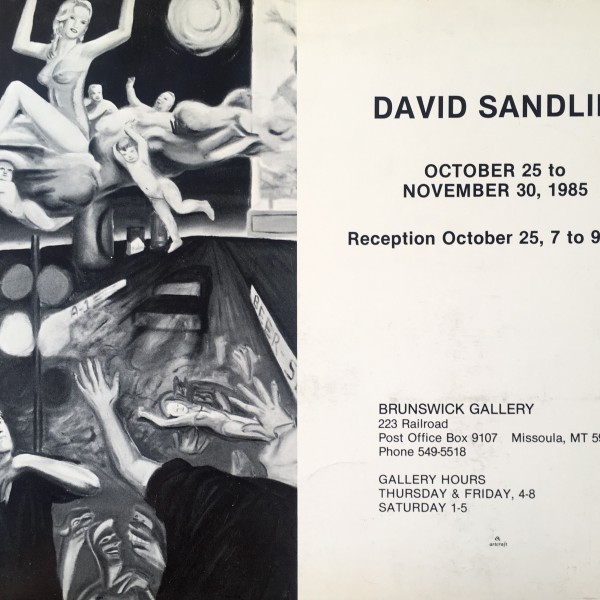 A-1
BEER-S
DAVID SANDLI
OCTOBER 25 to
NOVEMBER 30, 1985
Reception October 25, 7 to 9
BRUNSWICK GALLERY
223 Railroad
Post Office Box 9107 Missoula, MT 59
Phone 549-5518
GALLERY HOURS
THURSDAY & FRIDAY, 4-8
SATURDAY 1-5
artcraft